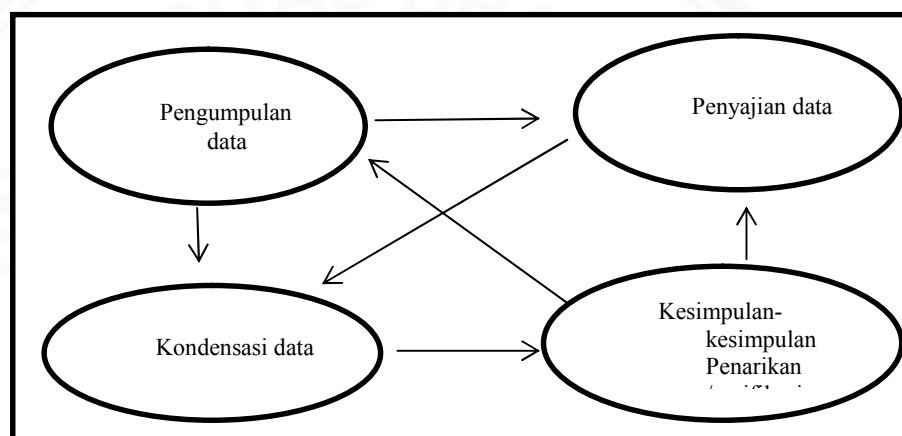 Pengumpulan
data
Penyajian data
Kondensasi data
Kesimpulan-
kesimpulan
Penarikan